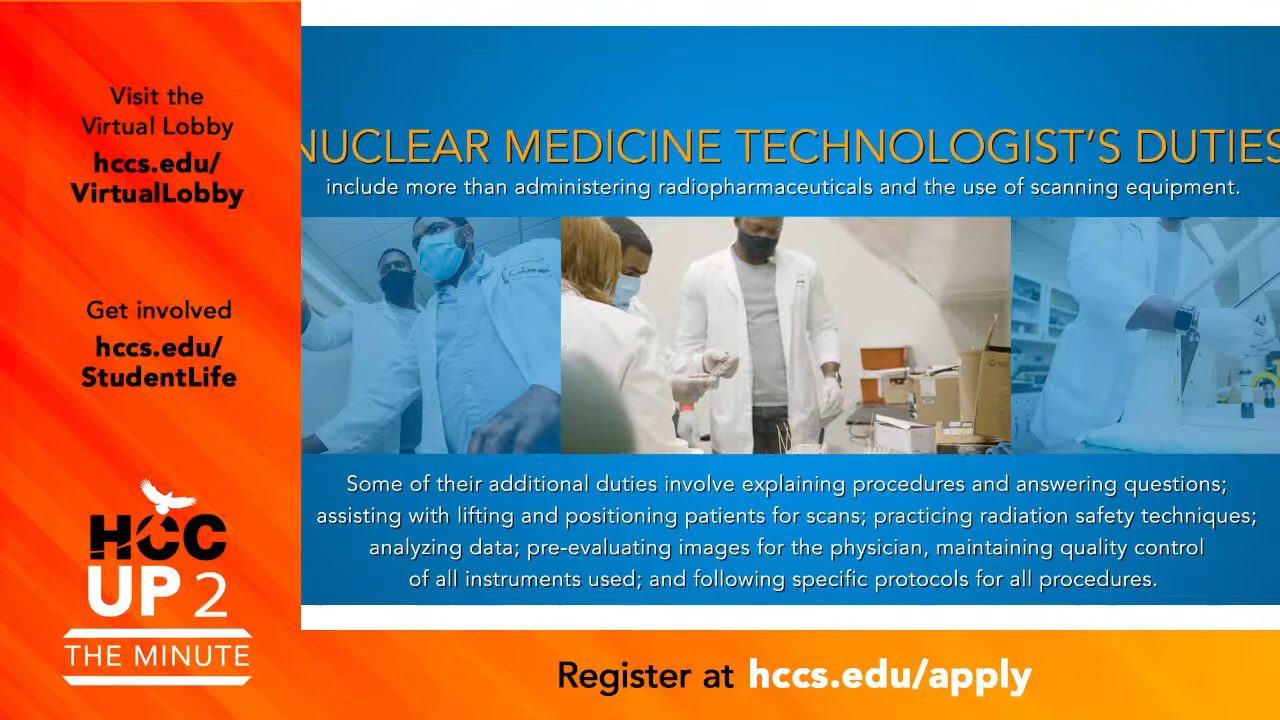 Visit the
Virtual Lobby
hccs.edu/
VirtualLobby
Get involved
hccs.edu/
StudentLife
HCC
UP 2
THE MINUTE
NUCLEAR MEDICINE TECHNOLOGIST'S DUTIES
include more than administering radiopharmaceuticals and the use of scanning equipment.
Some of their additional duties involve explaining procedures and answering questions;
assisting with lifting and positioning patients for scans; practicing radiation safety techniques;
analyzing data; pre-evaluating images for the physician, maintaining quality control
of all instruments used; and following specific protocols for all procedures.
Register at hccs.edu/apply